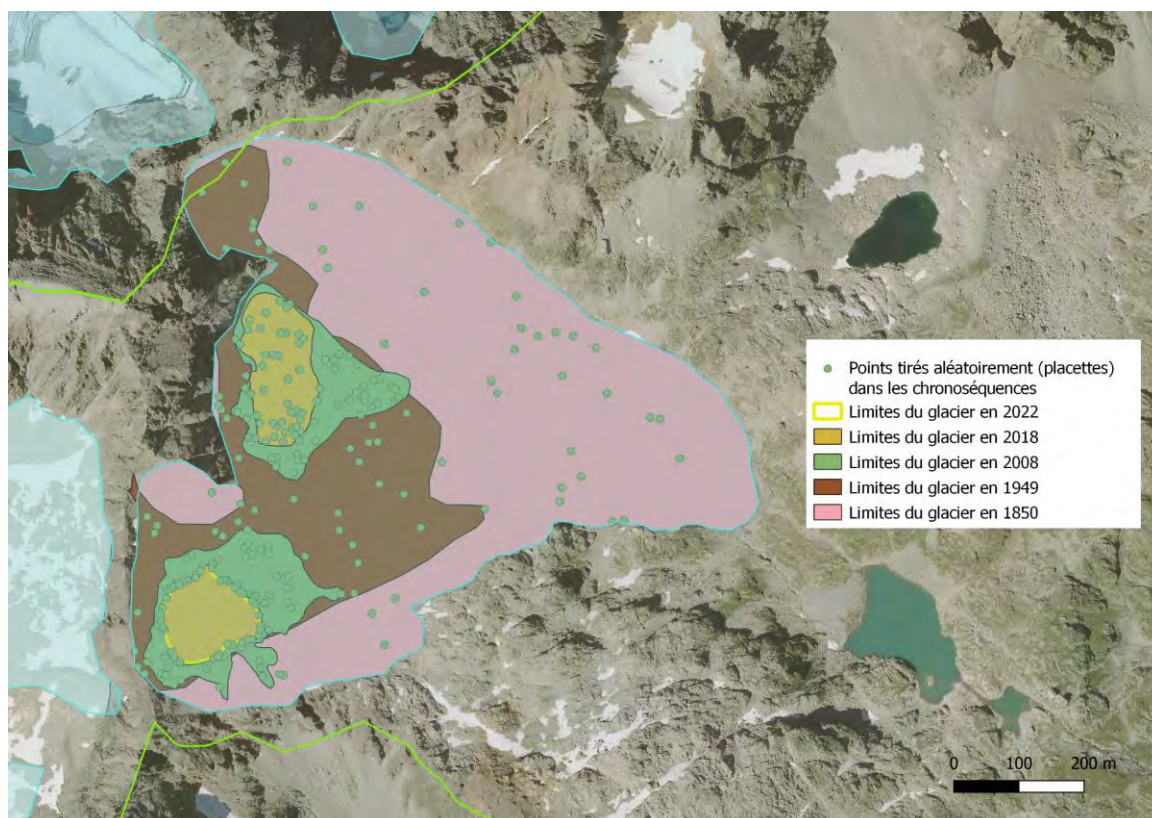 Points tirés aléatoirement (placettes)
dans les chronoséquences
Limites du glacier en 2022
Limites du glacier en 2018
Limites du glacier en 2008
Limites du glacier en 1949
Limites du glacier en 1850
0 100 200 m